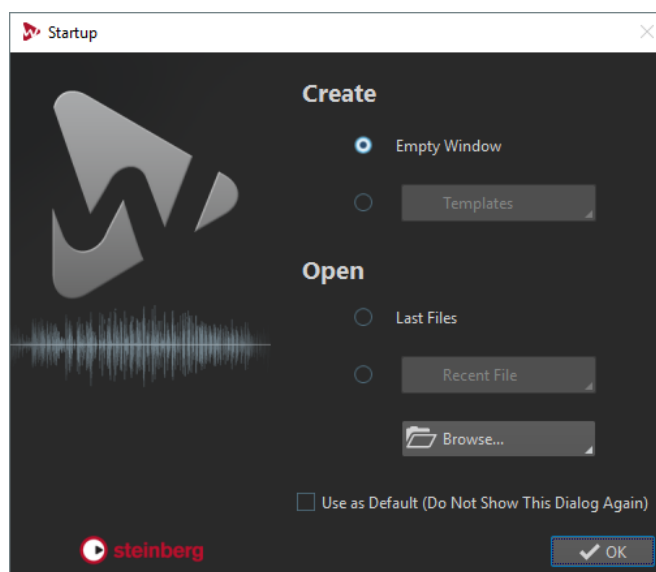 Startup
Create
Empty Window
Templates
Open
Last Files
Recent File
Browse...
Use as Default (Do Not Show This Dialog Again)
steinberg
OK